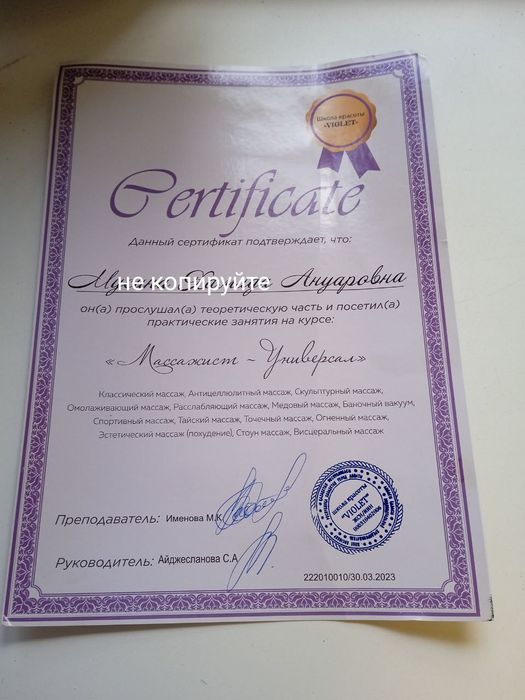 Школа красоты
-VIOLET-
Certificate
Данный сертификат подтверждает, что:
не копируйте
Ануаровна
он(а) прослушал(а) теоретическую часть и посетил(а)
практические занятия на курсе:
«Массажист - Универсал»
Классический массаж, Антицеллюлитный массаж, Скульптурный массаж,
Омолаживающий массаж, Расслабляющий массаж, Медовый массаж, Баночный вакуум,
Спортивный массаж, Тайский массаж, Точечный массаж, Огненный массаж,
Эстетический массаж (похудение), Стоун массаж, Висцеральный массаж
Преподаватель: Именова М.К
Школа красоты
"VIOLET"
Руководитель: Айджесланова С.А
222010010/30.03.2023